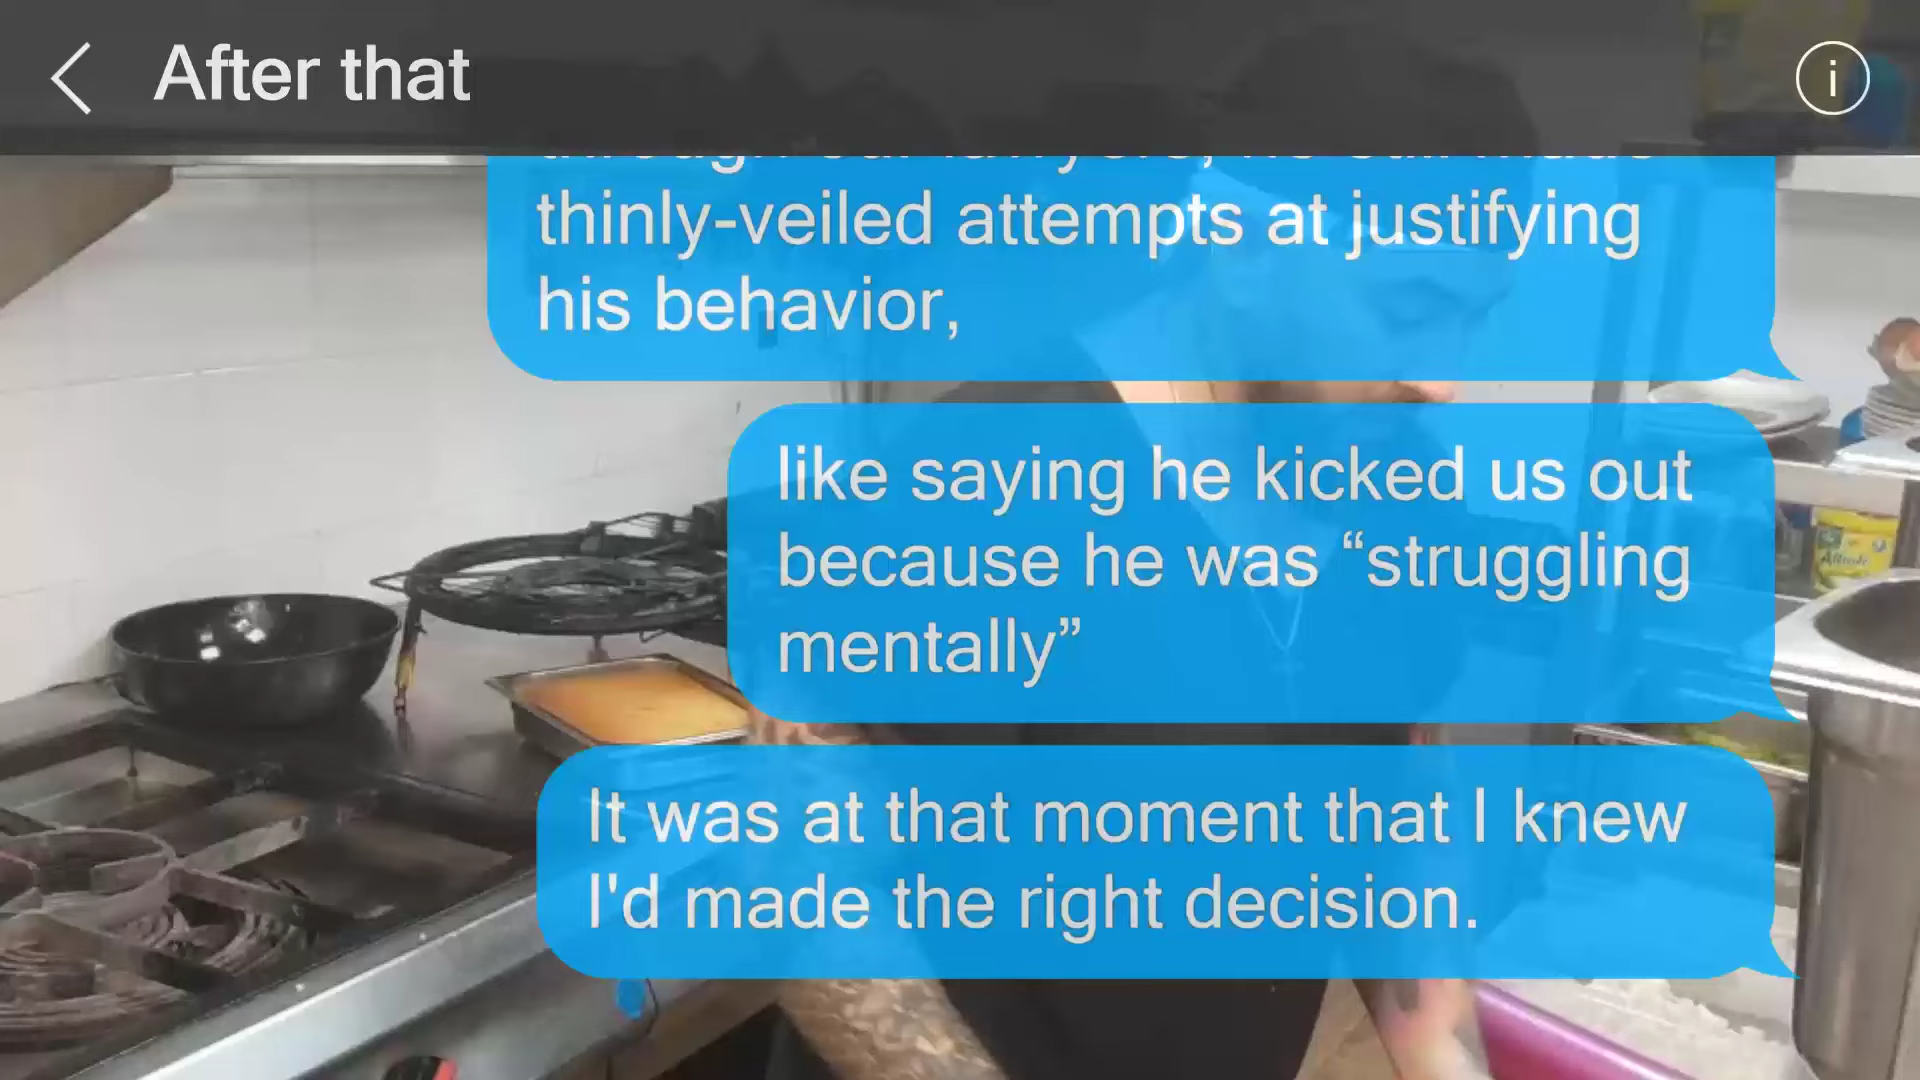 After that
thinly-veiled attempts at justifying
his behavior,
like saying he kicked us out
because he was “struggling
mentally”
It was at that moment that I knew
I'd made the right decision.